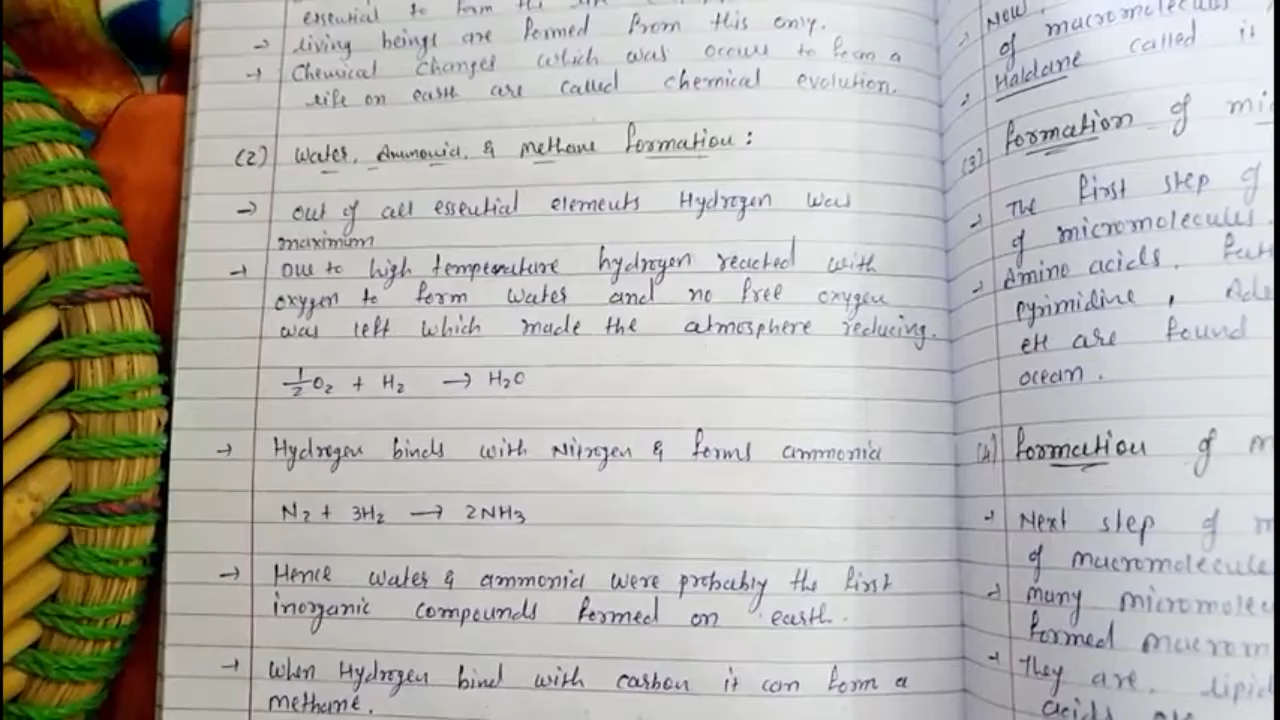 essential to form the
→ living beings are formed from this only.
→ Chemical changes which was occurs to form a
life on earth are called chemical evolution.
(2) Water, Ammonia, & methane formation :
→ out of all essential elements Hydrogen was
maximum
→ Due to high temperature hydrogen reacted with
oxygen to form water and no free oxygen
was left which made the atmosphere reducing.
½O₂ + H₂ → H₂O
→ Hydrogen binds with Nitrogen & forms ammonia
N₂ + 3H₂ → 2NH₃
→ Hence water & ammonia were probably the first
inorganic compounds formed on earth.
→ When Hydrogen bind with carbon it can form a
methane.
→ Now
of macromolecules
→ Haldane called it
(3) formation of
→ The first step of
of micromolecules
→ Amino acids,
pyrimidine,
etc are found
ocean.
(4) formation of
→ Next step of
of macromolecule
→ many
formed
→ They are
acids